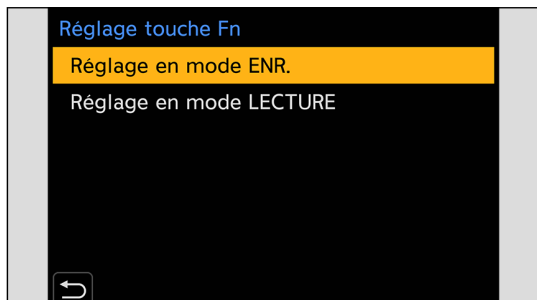 Réglage touche Fn
Réglage en mode ENR.
Réglage en mode LECTURE